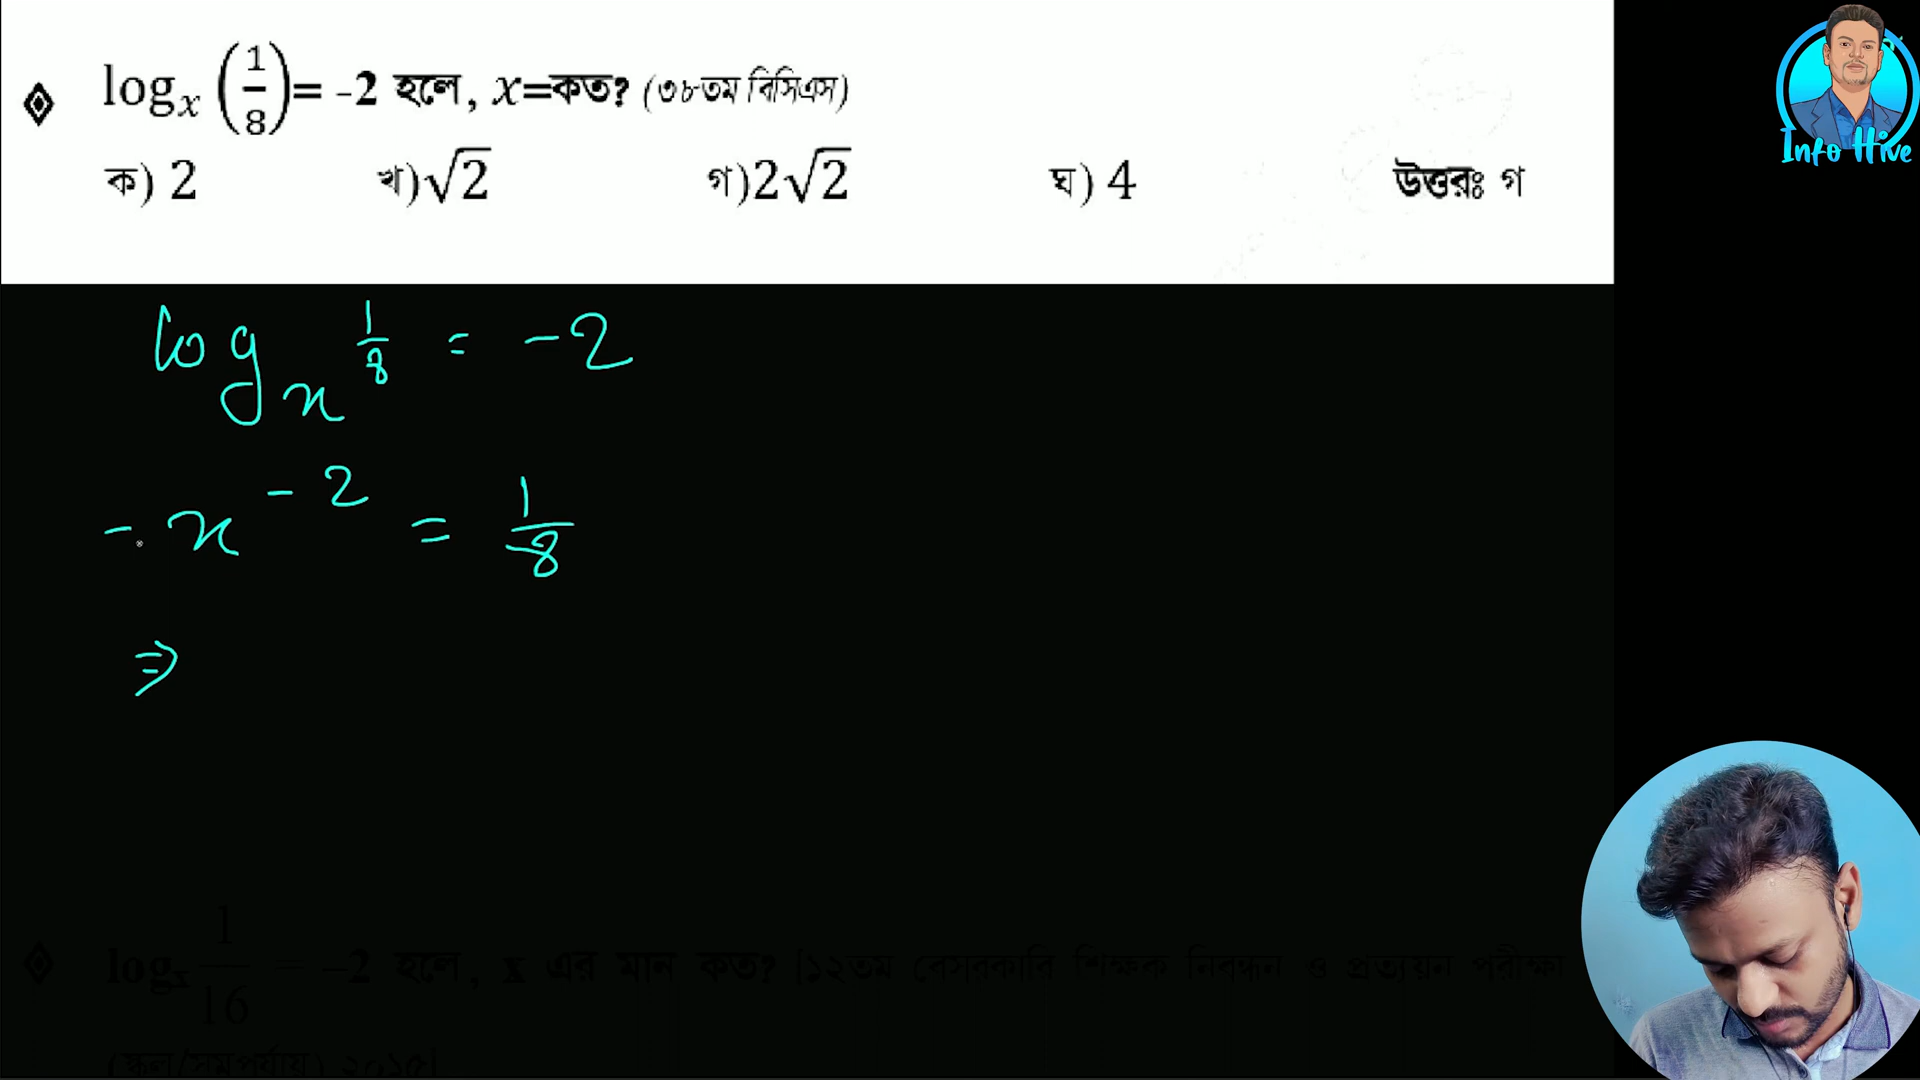 Info Hive
log_x (1/8)= -2 হলে, x=কত? (৩৮তম বিসিএস)
ক) 2 খ)√2 গ)2√2 ঘ) 4 উত্তরঃ গ
log_x 1/8 = -2
- x^-2 = 1/8
⇒
log_x 1/16 = -2 হলে, x এর মান কত? [১২তম বেসরকারি শিক্ষক নিবন্ধন ও প্রত্যয়ন পরীক্ষা
(স্কুল/সমপর্যায়) ২০১৫]